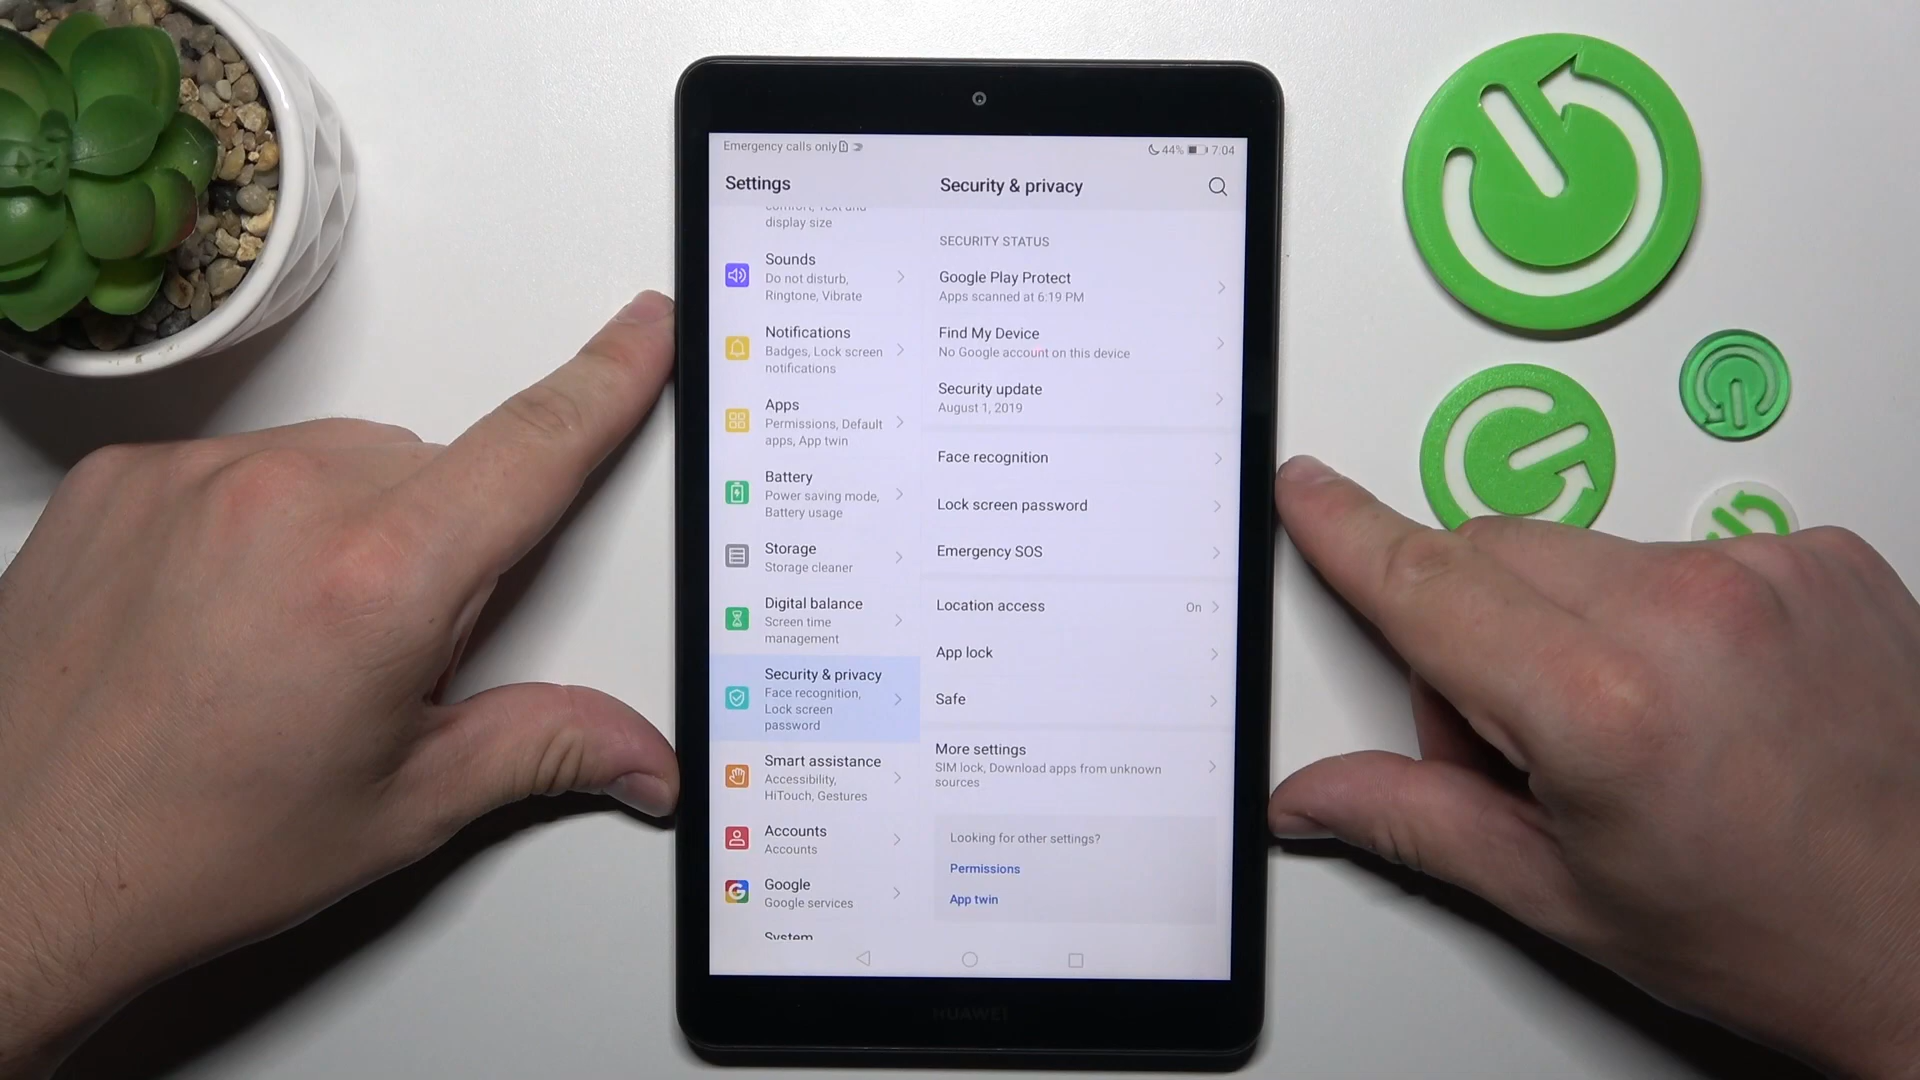 Emergency calls only
44% 7:04
Settings
display size
Sounds
Do not disturb,
Ringtone, Vibrate
Notifications
Badges, Lock screen
notifications
Apps
Permissions, Default
apps, App twin
Battery
Power saving mode,
Battery usage
Storage
Storage cleaner
Digital balance
Screen time
management
Security & privacy
Face recognition,
Lock screen
password
Smart assistance
Accessibility,
HiTouch, Gestures
Accounts
Accounts
Google
Google services
System
Security & privacy
SECURITY STATUS
Google Play Protect
Apps scanned at 6:19 PM
Find My Device
No Google account on this device
Security update
August 1, 2019
Face recognition
Lock screen password
Emergency SOS
Location access On
App lock
Safe
More settings
SIM lock, Download apps from unknown
sources
Looking for other settings?
Permissions
App twin
HUAWEI